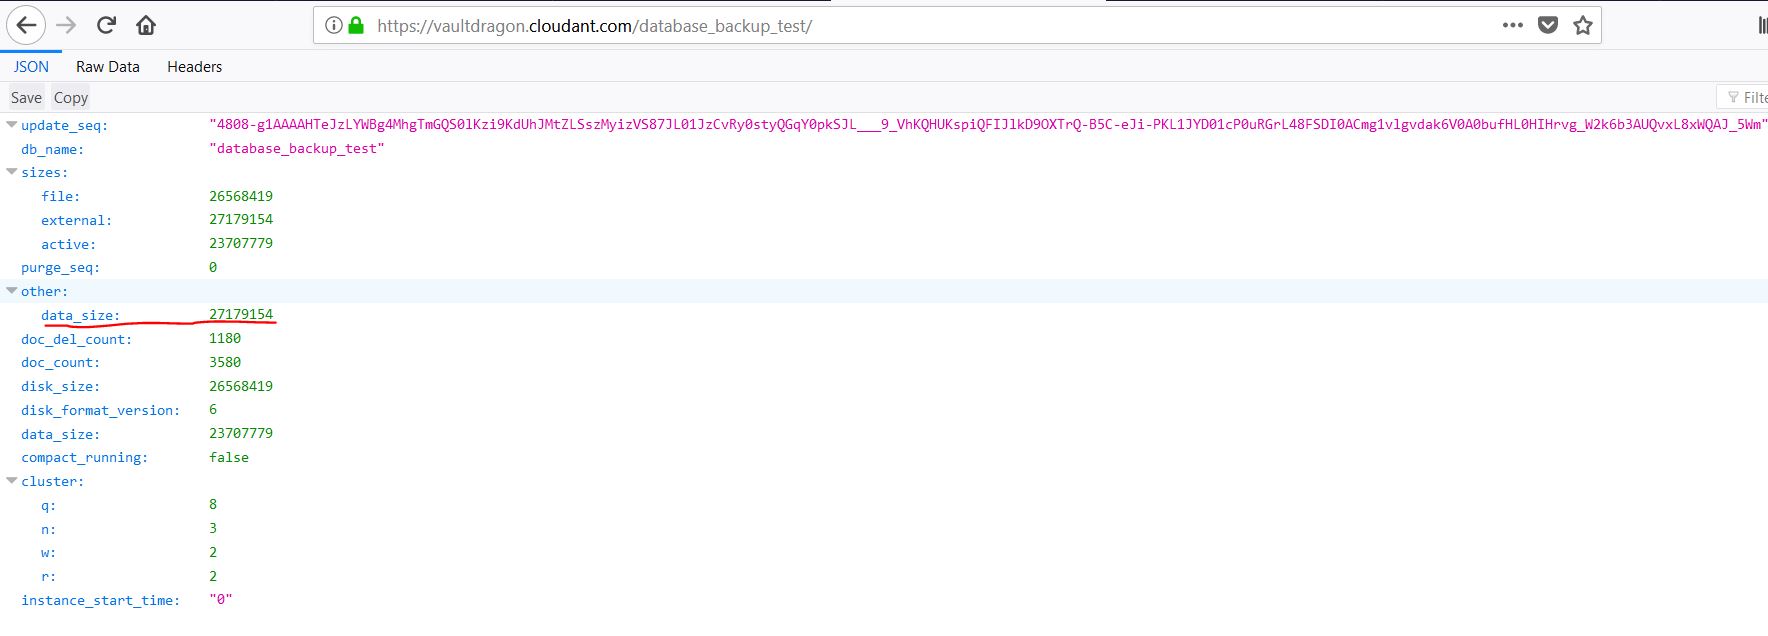 https://vaultdragon.cloudant.com/database_backup_test/
JSON Raw Data Headers
Save Copy
update_seq: "4808-g1AAAAHTeJzLYWBg4MhgTmGQS0lKzi9KdUhJMtZLSszMyizVS87JL01JzCvRy0styQGqY0pkSJL___9_VhKQHUKspiQFIJlkD9OXTrQ-B5C-eJi-PKL1JYD01cP0uRGrL48FSDI0ACmg1vlgvdak6V0A0bufHL0HIHrvg_W2k6b3AUQvxL8xWQAJ_5Wm"
db_name: "database_backup_test"
sizes:
file: 26568419
external: 27179154
active: 23707779
purge_seq: 0
other:
data_size: 27179154
doc_del_count: 1180
doc_count: 3580
disk_size: 26568419
disk_format_version: 6
data_size: 23707779
compact_running: false
cluster:
q: 8
n: 3
w: 2
r: 2
instance_start_time: "0"